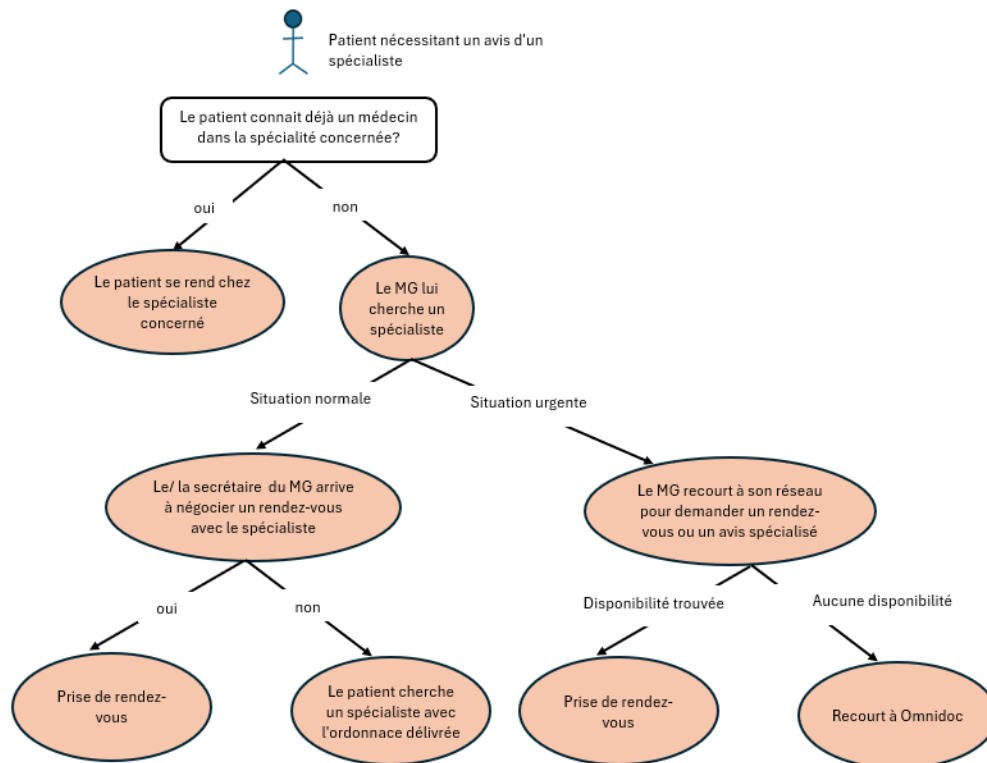 Patient nécessitant un avis d'un
spécialiste
Le patient connait déjà un médecin
dans la spécialité concernée?
oui
non
Le patient se rend chez
le spécialiste
concerné
Le MG lui
cherche un
spécialiste
Situation normale
Situation urgente
Le/ la secrétaire du MG arrive
à négocier un rendez-vous
avec le spécialiste
Le MG recourt à son réseau
pour demander un rendez-
vous ou un avis spécialisé
oui
non
Disponibilité trouvée
Aucune disponibilité
Prise de rendez-
vous
Le patient cherche
un spécialiste avec
l'ordonnace délivrée
Prise de rendez-
vous
Recourt à Omnidoc